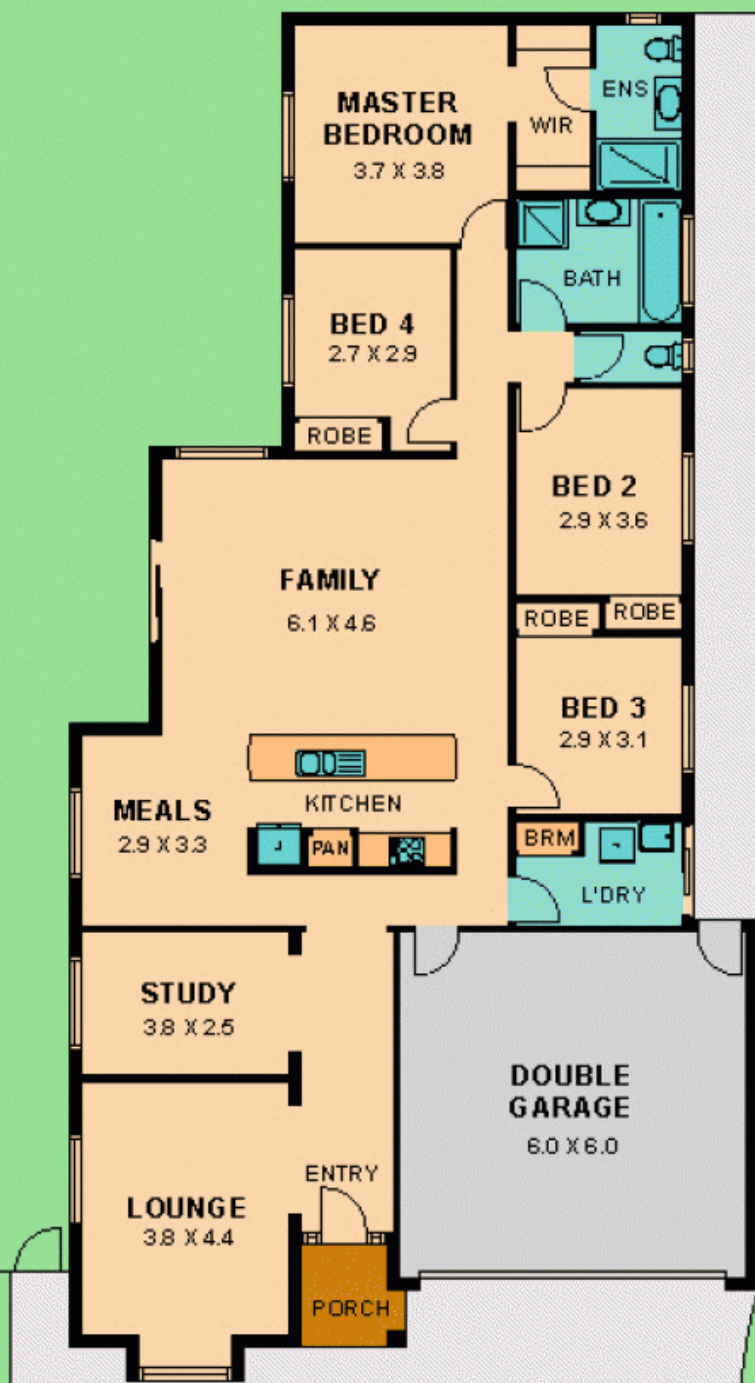 MASTER
BEDROOM
3.7 X 3.8
WIR
ENS
BATH
BED 4
2.7 X 2.9
ROBE
BED 2
2.9 X 3.6
ROBE
ROBE
FAMILY
6.1 X 4.6
BED 3
2.9 X 3.1
KITCHEN
MEALS
2.9 X 3.3
PAN
BRM
L'DRY
STUDY
3.8 X 2.5
DOUBLE
GARAGE
6.0 X 6.0
ENTRY
LOUNGE
3.8 X 4.4
PORCH